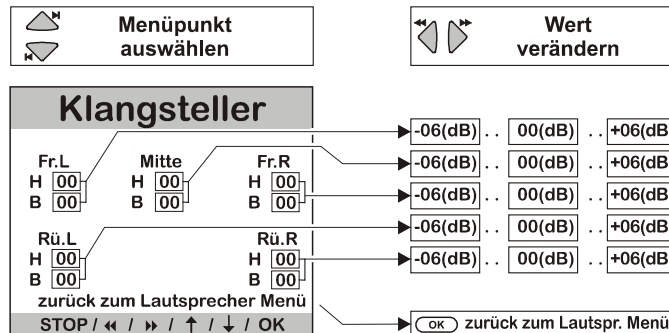 Menüpunkt
auswählen
Wert
verändern
Klangsteller
Fr.L Mitte Fr.R
H 00 H 00 H 00
B 00 B 00 B 00
Rü.L Rü.R
H 00 H 00
B 00 B 00
zurück zum Lautsprecher Menü
STOP / ◀◀ / ▶▶ / ↑ / ↓ / OK
-06(dB) . . 00(dB) . . +06(dB
-06(dB) . . 00(dB) . . +06(dB
-06(dB) . . 00(dB) . . +06(dB
-06(dB) . . 00(dB) . . +06(dB
-06(dB) . . 00(dB) . . +06(dB
OK zurück zum Lautspr. Menü